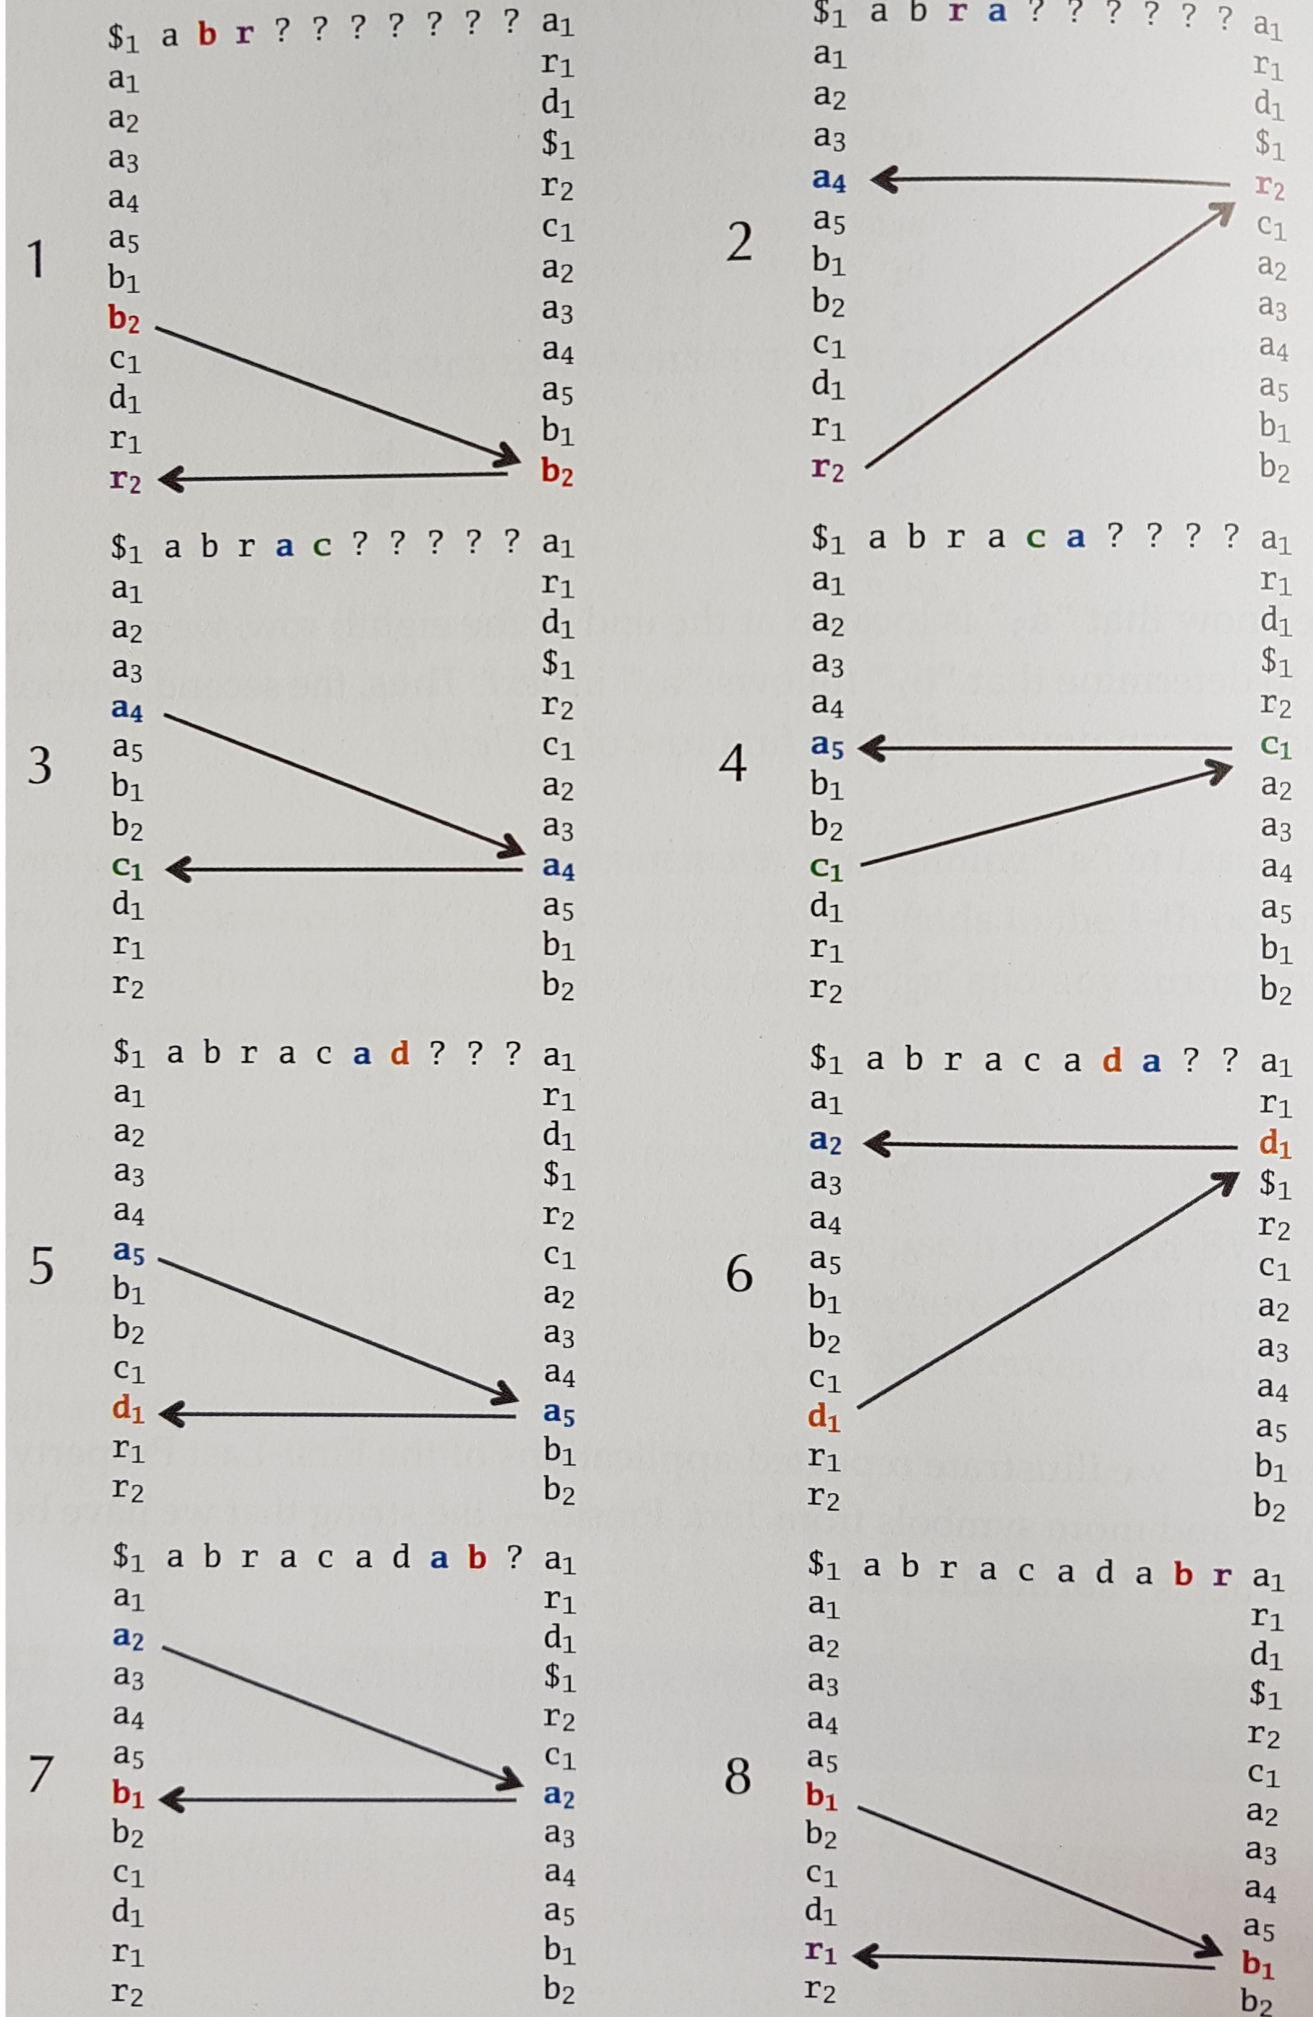 $₁ a b r ? ? ? ? ? ? ? a₁
a₁ r₁
a₂ d₁
a₃ $₁
a₄ r₂
1 a₅ c₁
b₁ a₂
b₂ a₃
c₁ a₄
d₁ a₅
r₁ b₁
r₂ b₂
$₁ a b r a ? ? ? ? ? ? a₁
a₁ r₁
a₂ d₁
a₃ $₁
a₄ r₂
2 a₅ c₁
b₁ a₂
b₂ a₃
c₁ a₄
d₁ a₅
r₁ b₁
r₂ b₂
$₁ a b r a c ? ? ? ? ? a₁
a₁ r₁
a₂ d₁
a₃ $₁
a₄ r₂
3 a₅ c₁
b₁ a₂
b₂ a₃
c₁ a₄
d₁ a₅
r₁ b₁
r₂ b₂
$₁ a b r a c a ? ? ? ? a₁
a₁ r₁
a₂ d₁
a₃ $₁
a₄ r₂
4 a₅ c₁
b₁ a₂
b₂ a₃
c₁ a₄
d₁ a₅
r₁ b₁
r₂ b₂
$₁ a b r a c a d ? ? ? a₁
a₁ r₁
a₂ d₁
a₃ $₁
a₄ r₂
5 a₅ c₁
b₁ a₂
b₂ a₃
c₁ a₄
d₁ a₅
r₁ b₁
r₂ b₂
$₁ a b r a c a d a ? ? a₁
a₁ r₁
a₂ d₁
a₃ $₁
a₄ r₂
6 a₅ c₁
b₁ a₂
b₂ a₃
c₁ a₄
d₁ a₅
r₁ b₁
r₂ b₂
$₁ a b r a c a d a b ? a₁
a₁ r₁
a₂ d₁
a₃ $₁
a₄ r₂
7 a₅ c₁
b₁ a₂
b₂ a₃
c₁ a₄
d₁ a₅
r₁ b₁
r₂ b₂
$₁ a b r a c a d a b r a₁
a₁ r₁
a₂ d₁
a₃ $₁
a₄ r₂
8 a₅ c₁
b₁ a₂
b₂ a₃
c₁ a₄
d₁ a₅
r₁ b₁
r₂ b₂